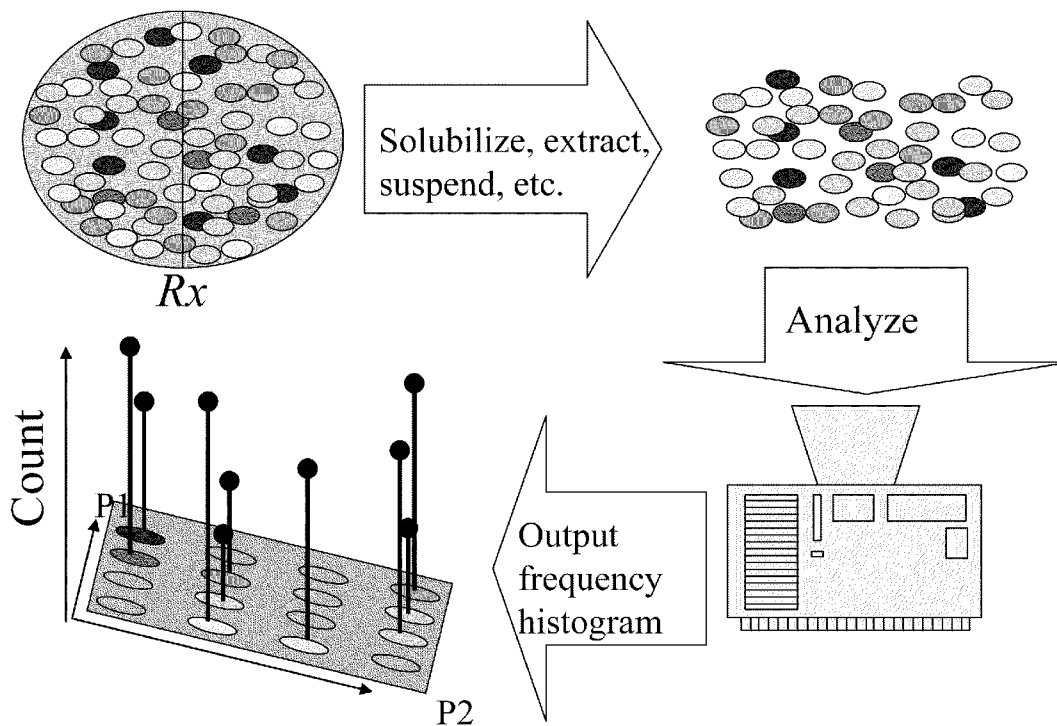 Solubilize, extract,
suspend, etc.
Rx
Analyze
Output
frequency
histogram
Count
P1
P2